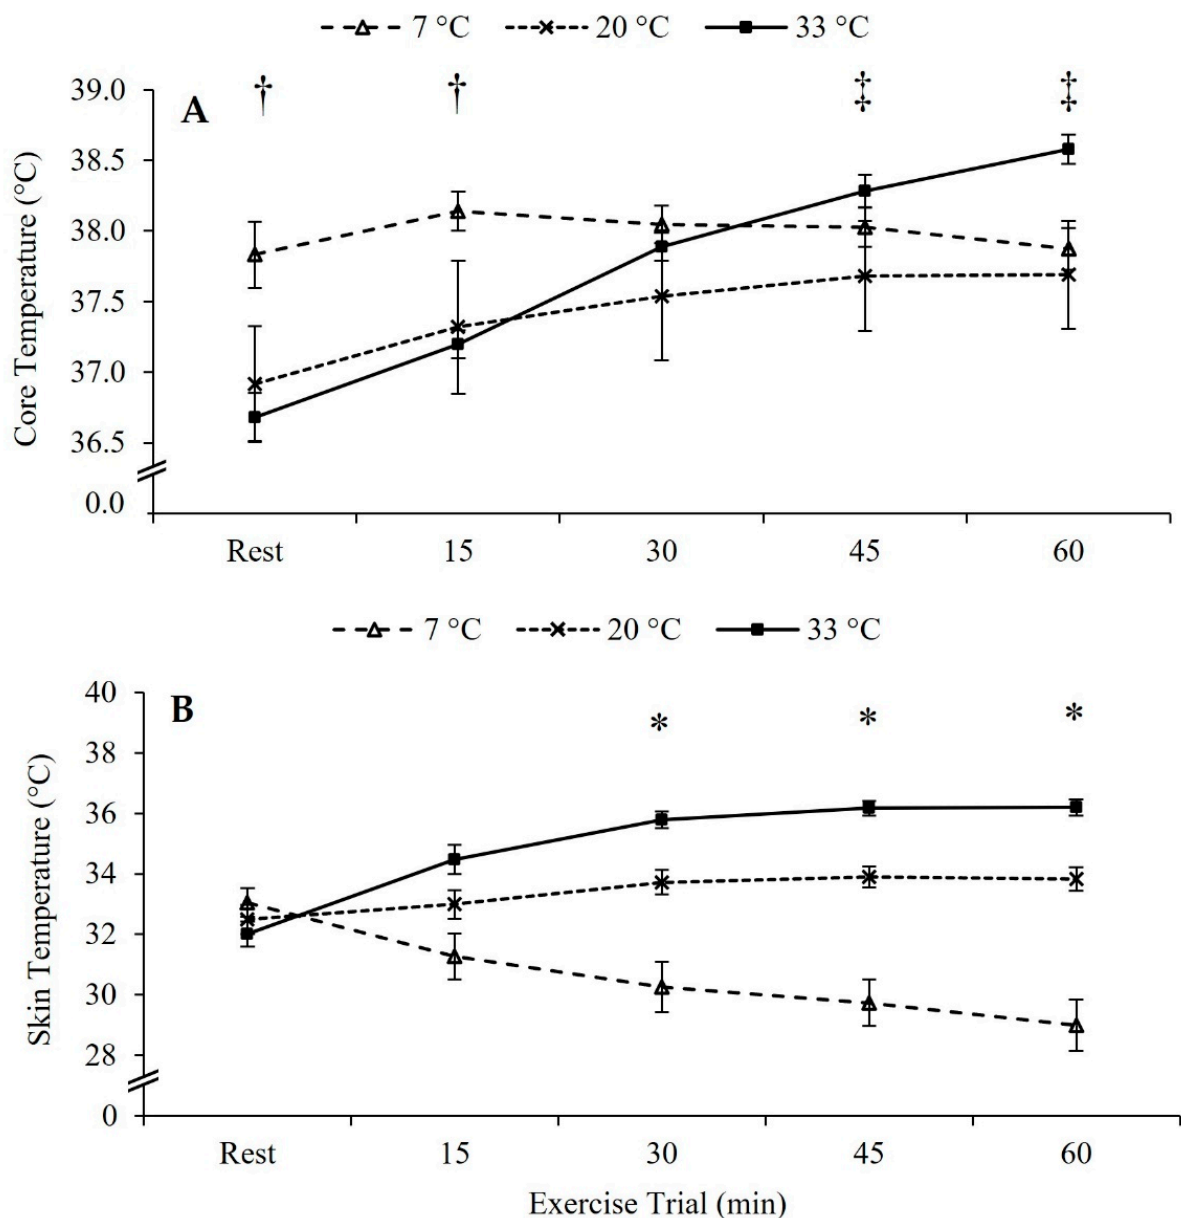 7 °C 20 °C 33 °C
A
† † ‡ ‡
39.0
38.5
38.0
37.5
37.0
36.5
0.0
Core Temperature (°C)
Rest 15 30 45 60
7 °C 20 °C 33 °C
B
* * *
40
38
36
34
32
30
28
0
Skin Temperature (°C)
Rest 15 30 45 60
Exercise Trial (min)